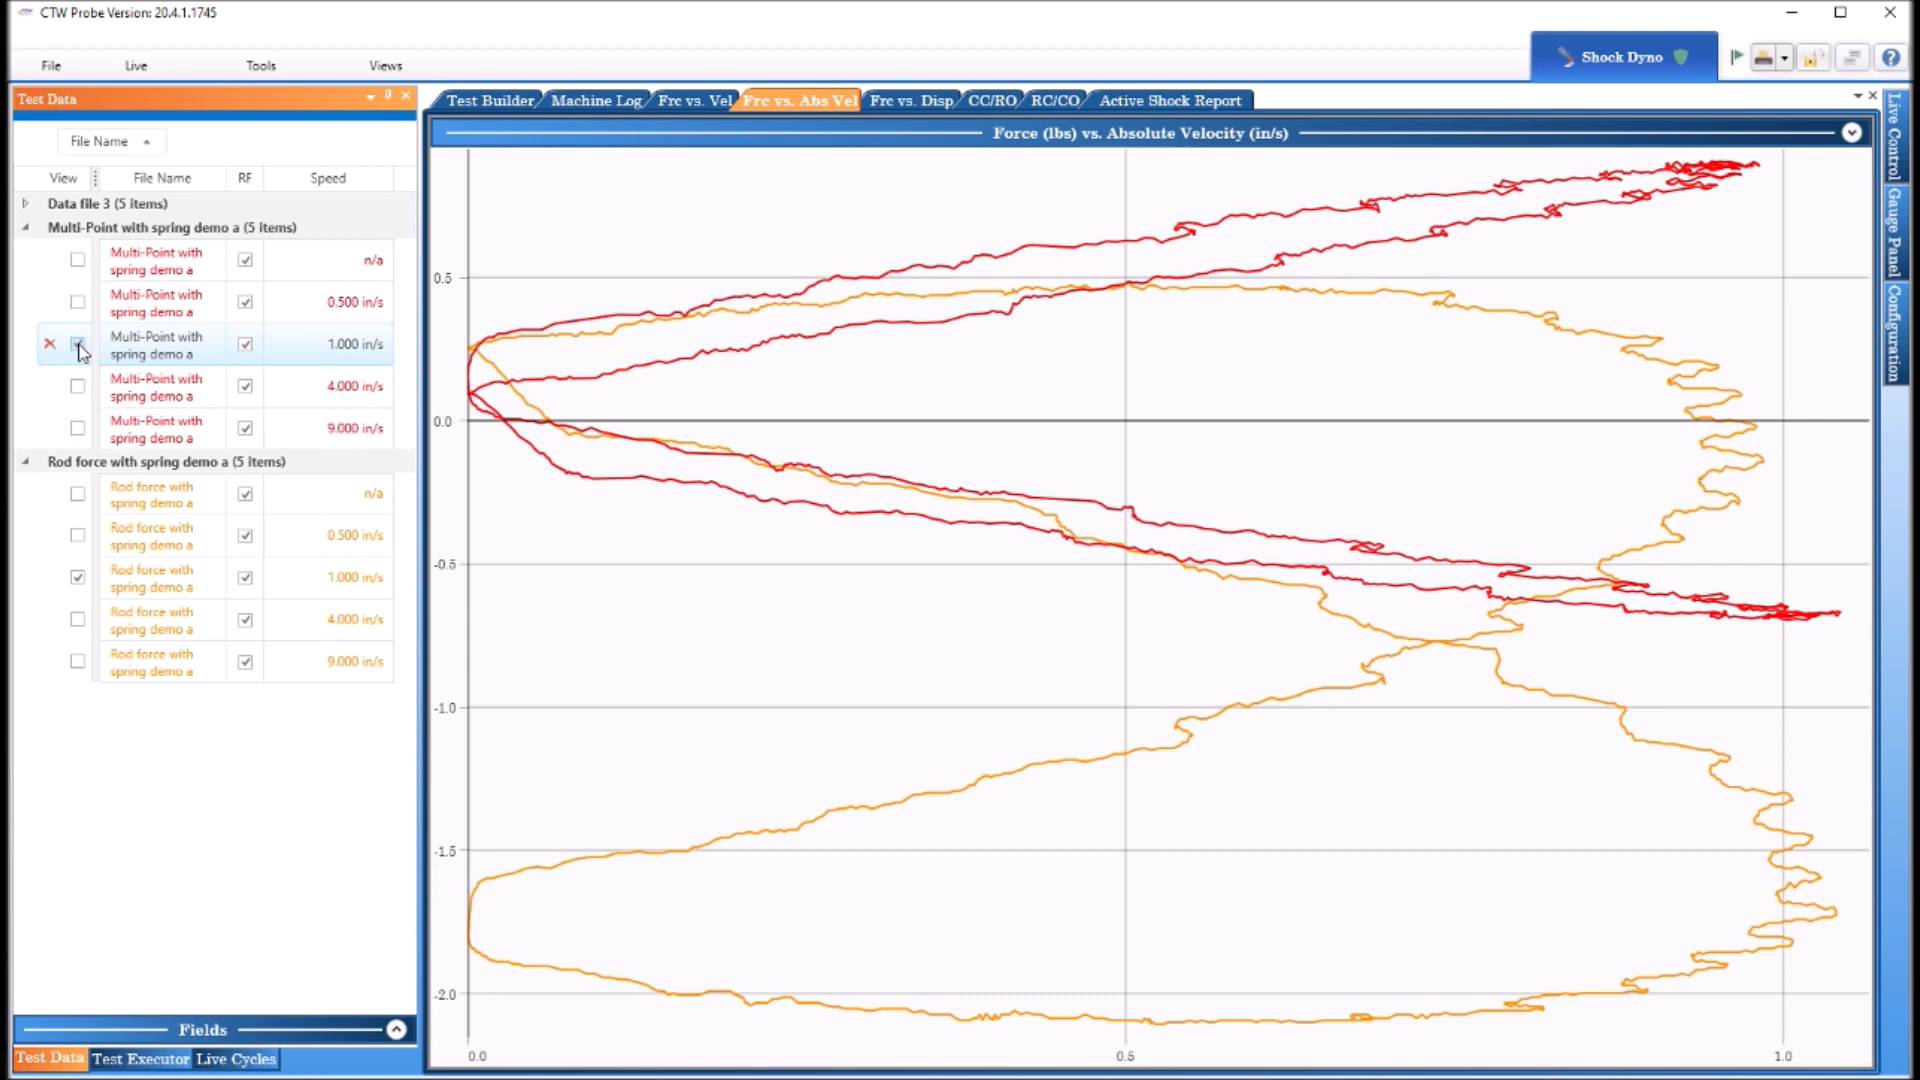 CTW Probe Version: 20.4.1.1745
File Live Tools Views
Shock Dyno
Test Data
Test Builder Machine Log Frc vs. Vel Frc vs. Abs Vel Frc vs. Disp CC/RO RC/CO Active Shock Report
Force (lbs) vs. Absolute Velocity (in/s)
File Name
View File Name RF Speed
Data file 3 (5 items)
Multi-Point with spring demo a (5 items)
Multi-Point with
spring demo a
n/a
Multi-Point with
spring demo a
0.500 in/s
Multi-Point with
spring demo a
1.000 in/s
Multi-Point with
spring demo a
4.000 in/s
Multi-Point with
spring demo a
9.000 in/s
Rod force with spring demo a (5 items)
Rod force with
spring demo a
n/a
Rod force with
spring demo a
0.500 in/s
Rod force with
spring demo a
1.000 in/s
Rod force with
spring demo a
4.000 in/s
Rod force with
spring demo a
9.000 in/s
Fields
Test Data Test Executor Live Cycles
0.5
0.0
-0.5
-1.0
-1.5
-2.0
0.0 0.5 1.0
Live Control
Gauge Panel
Configuration